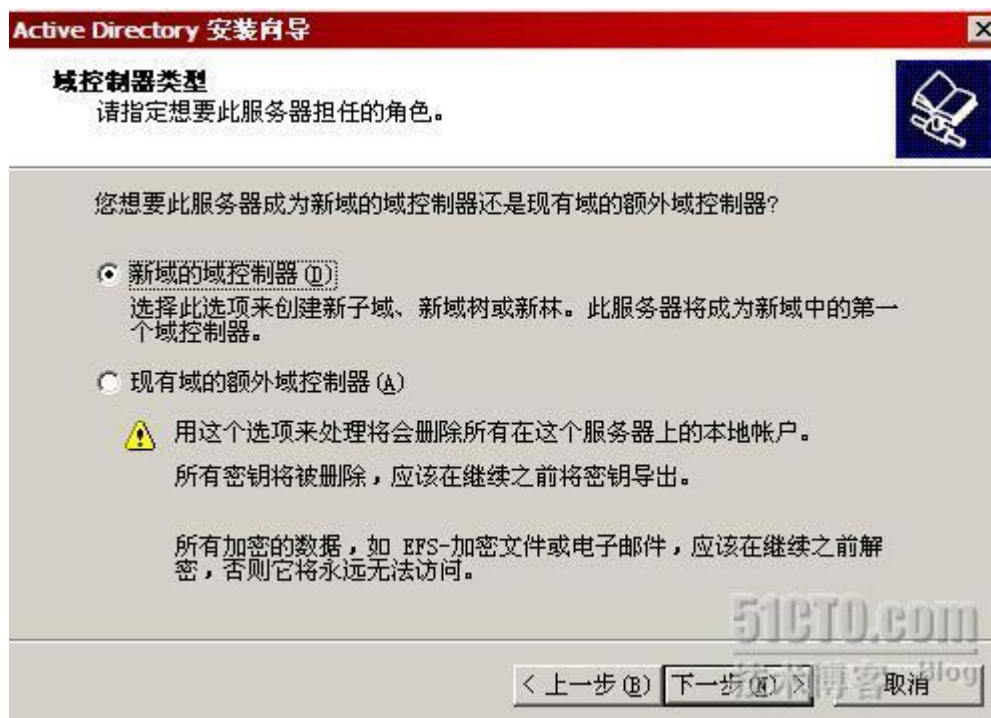 Active Directory 安装向导
域控制器类型
请指定想要此服务器担任的角色。
您想要此服务器成为新域的域控制器还是现有域的额外域控制器?
新域的域控制器(D)
选择此选项来创建新子域、新域树或新林。此服务器将成为新域中的第一
个域控制器。
现有域的额外域控制器(A)
用这个选项来处理将会删除所有在这个服务器上的本地帐户。
所有密钥将被删除，应该在继续之前将密钥导出。
所有加密的数据，如 EFS-加密文件或电子邮件，应该在继续之前解
密，否则它将永远无法访问。
51CTO.com
技术博客 Blog
< 上一步(B) 下一步(N) > 取消